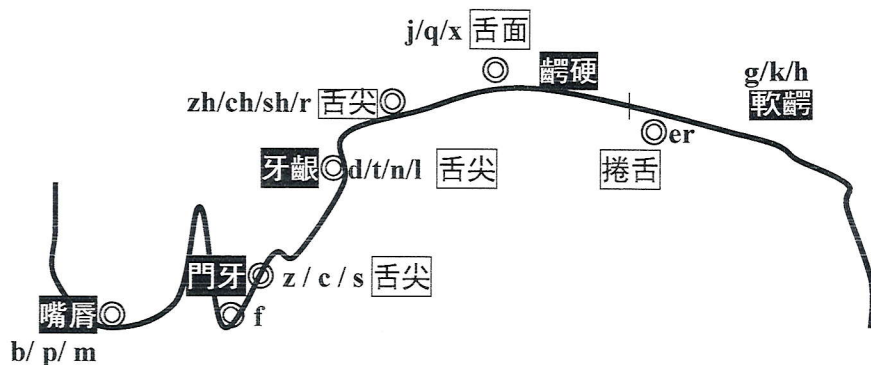 j/q/x 舌面
齶硬
g/k/h
軟齶
zh/ch/sh/r 舌尖
er
捲舌
牙齦 d/t/n/l 舌尖
門牙 z / c / s 舌尖
嘴唇
f
b/ p/ m